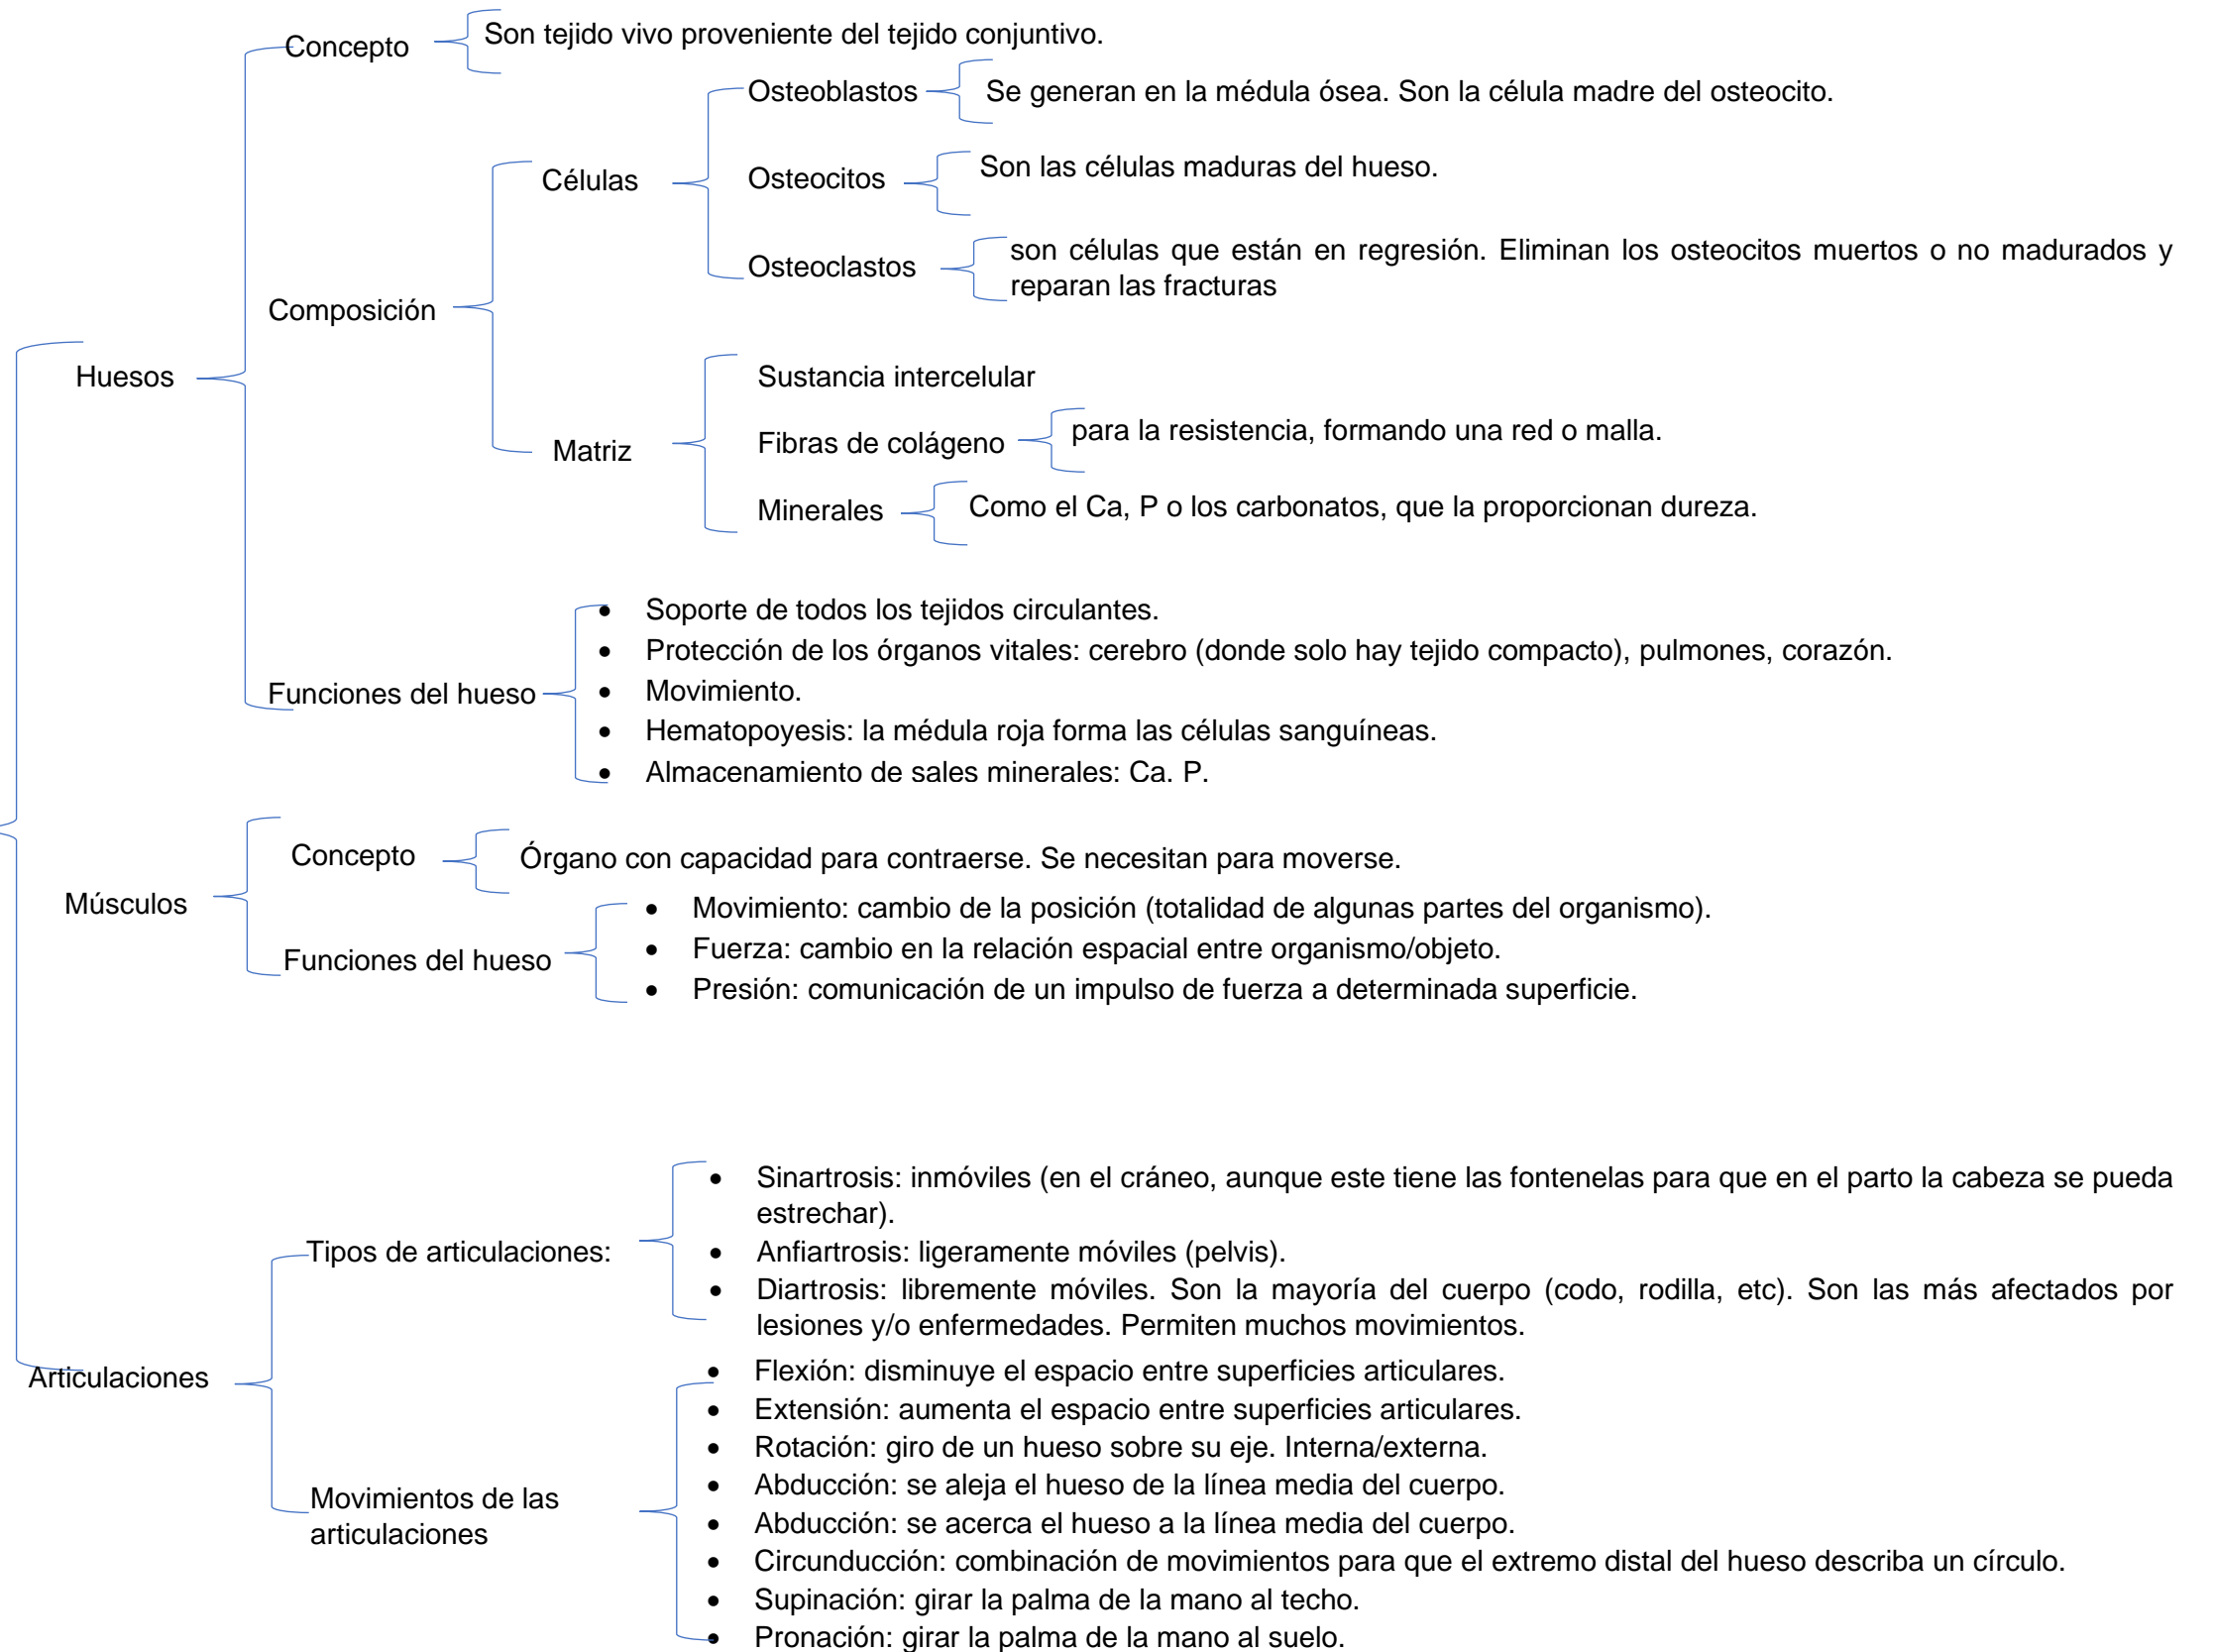 Concepto
Son tejido vivo proveniente del tejido conjuntivo.
Osteoblastos
Se generan en la médula ósea. Son la célula madre del osteocito.
Células
Osteocitos
Son las células maduras del hueso.
Osteoclastos
son células que están en regresión. Eliminan los osteocitos muertos o no madurados y
reparan las fracturas
Composición
Huesos
Sustancia intercelular
Fibras de colágeno
para la resistencia, formando una red o malla.
Matriz
Minerales
Como el Ca, P o los carbonatos, que la proporcionan dureza.
Funciones del hueso
• Soporte de todos los tejidos circulantes.
• Protección de los órganos vitales: cerebro (donde solo hay tejido compacto), pulmones, corazón.
• Movimiento.
• Hematopoyesis: la médula roja forma las células sanguíneas.
• Almacenamiento de sales minerales: Ca. P.
Músculos
Concepto
Órgano con capacidad para contraerse. Se necesitan para moverse.
Funciones del hueso
• Movimiento: cambio de la posición (totalidad de algunas partes del organismo).
• Fuerza: cambio en la relación espacial entre organismo/objeto.
• Presión: comunicación de un impulso de fuerza a determinada superficie.
Articulaciones
Tipos de articulaciones:
• Sinartrosis: inmóviles (en el cráneo, aunque este tiene las fontenelas para que en el parto la cabeza se pueda
estrechar).
• Anfiartrosis: ligeramente móviles (pelvis).
• Diartrosis: libremente móviles. Son la mayoría del cuerpo (codo, rodilla, etc). Son las más afectados por
lesiones y/o enfermedades. Permiten muchos movimientos.
Movimientos de las
articulaciones
• Flexión: disminuye el espacio entre superficies articulares.
• Extensión: aumenta el espacio entre superficies articulares.
• Rotación: giro de un hueso sobre su eje. Interna/externa.
• Abducción: se aleja el hueso de la línea media del cuerpo.
• Abducción: se acerca el hueso a la línea media del cuerpo.
• Circunducción: combinación de movimientos para que el extremo distal del hueso describa un círculo.
• Supinación: girar la palma de la mano al techo.
• Pronación: girar la palma de la mano al suelo.